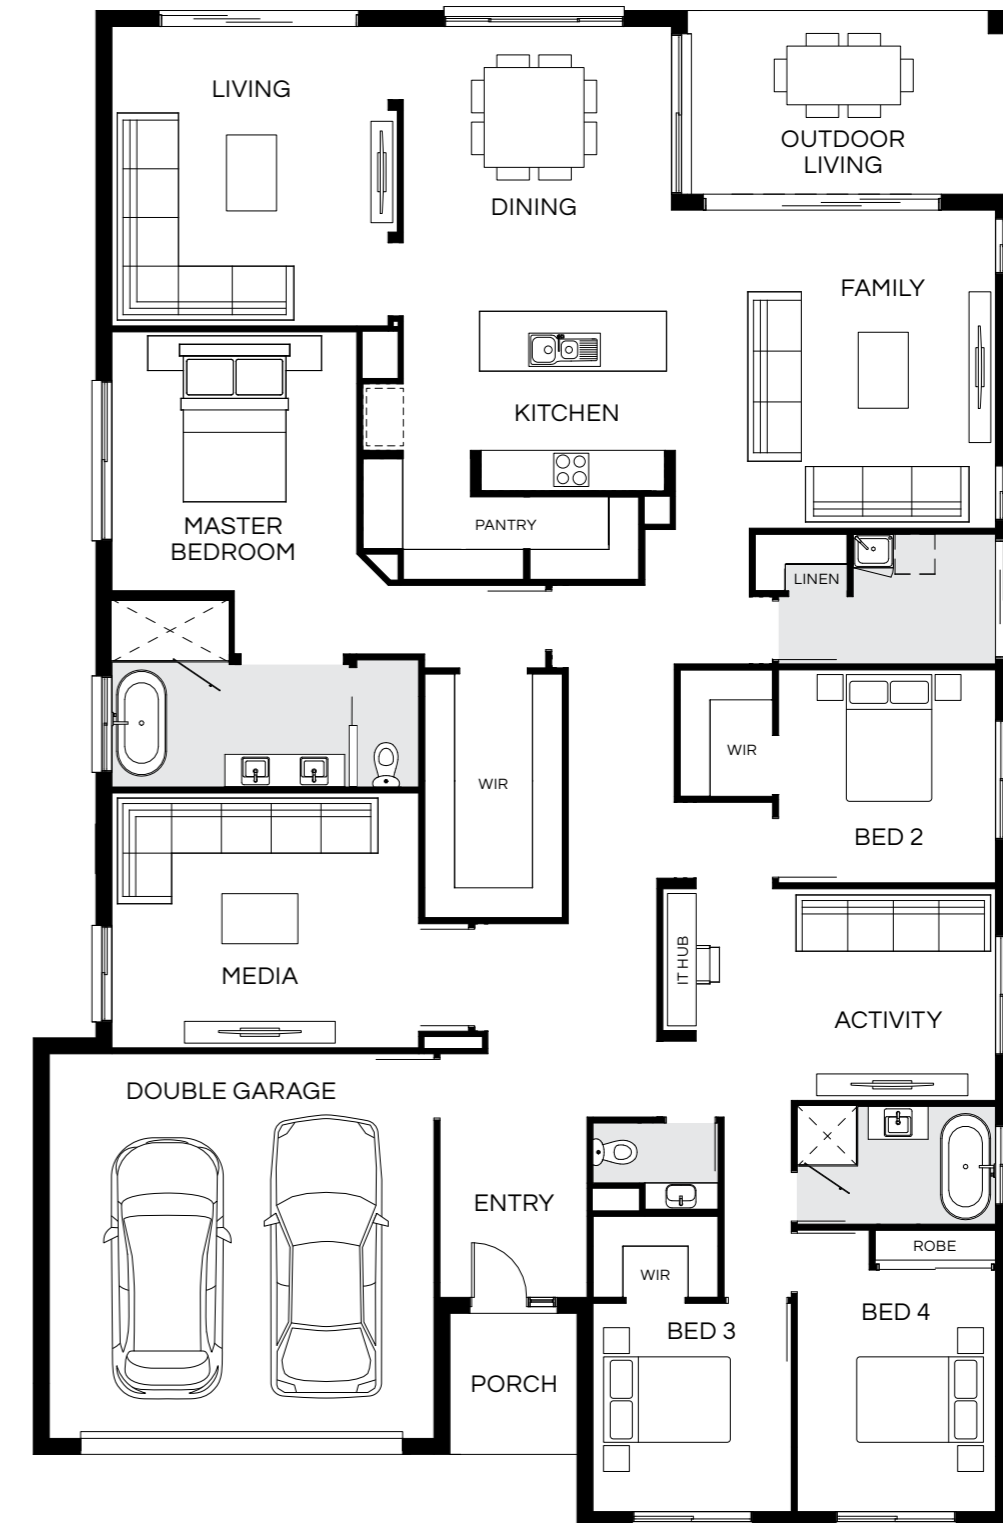 LIVING
DINING
OUTDOOR
LIVING
FAMILY
KITCHEN
MASTER
BEDROOM
PANTRY
LINEN
WIR
WIR
BED 2
MEDIA
IT HUB
ACTIVITY
DOUBLE GARAGE
ENTRY
ROBE
WIR
BED 3
BED 4
PORCH